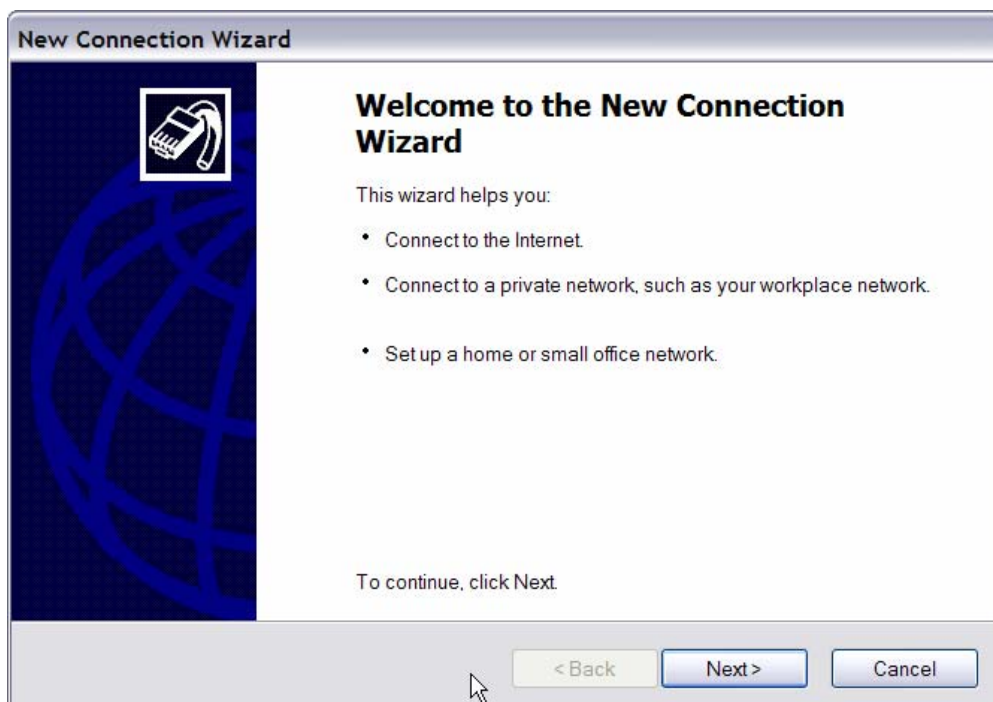 New Connection Wizard
Welcome to the New Connection
Wizard
This wizard helps you:
• Connect to the Internet.
• Connect to a private network, such as your workplace network.
• Set up a home or small office network.
To continue, click Next.
< Back Next > Cancel